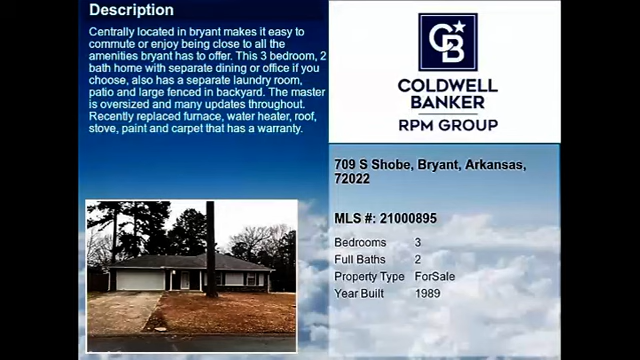 Description
Centrally located in bryant makes it easy to
commute or enjoy being close to all the
amenities bryant has to offer. This 3 bedroom, 2
bath home with separate dining or office if you
choose, also has a separate laundry room,
patio and large fenced in backyard. The master
is oversized and many updates throughout.
Recently replaced furnace, water heater, roof,
stove, paint and carpet that has a warranty.
CB
COLDWELL
BANKER
RPM GROUP
709 S Shobe, Bryant, Arkansas,
72022
MLS #: 21000895
Bedrooms 3
Full Baths 2
Property Type ForSale
Year Built 1989